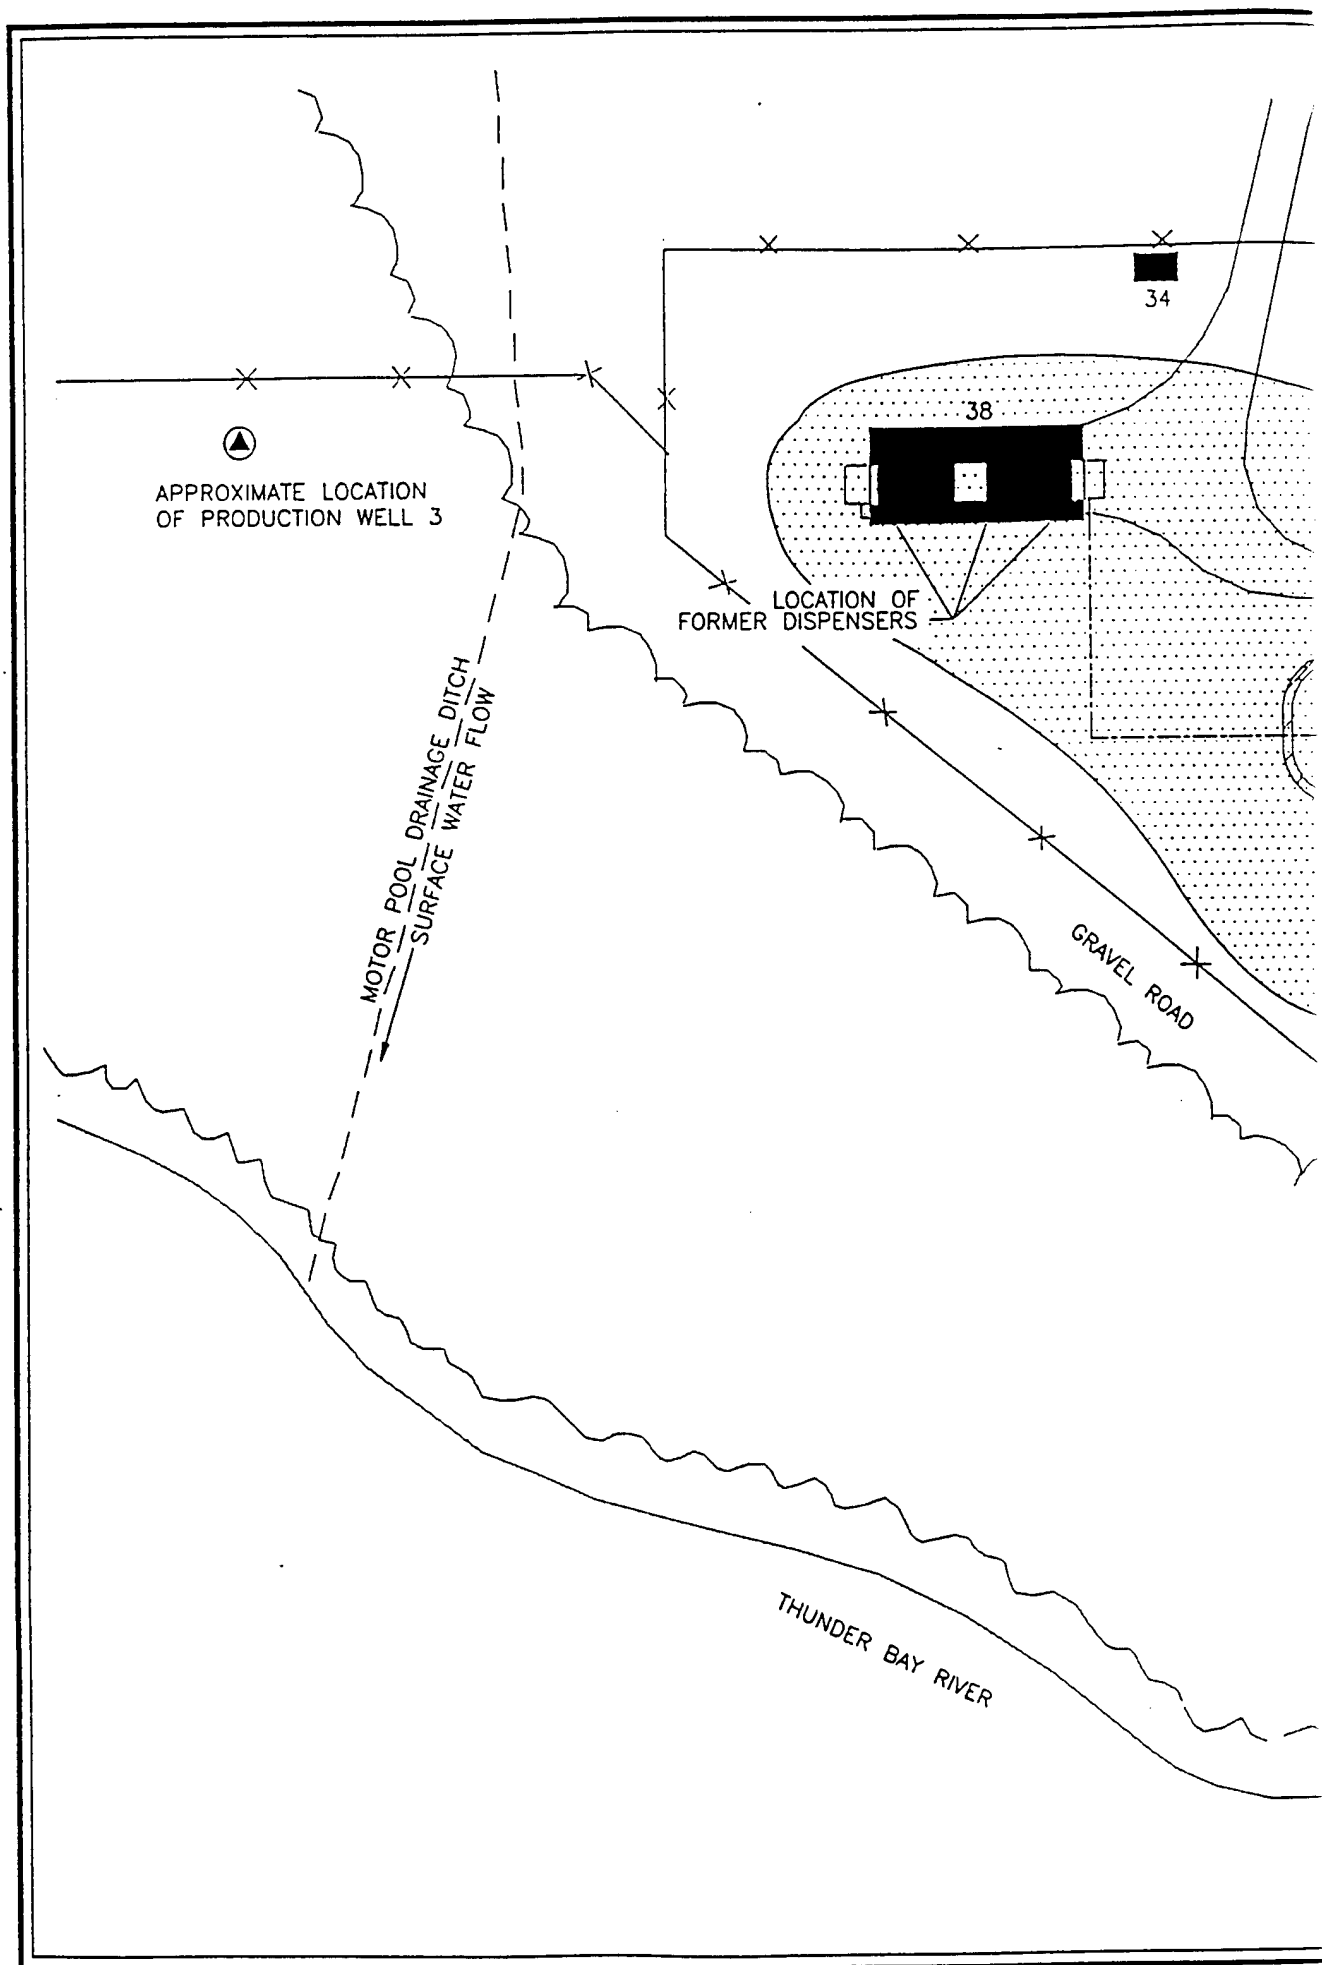 34
38
APPROXIMATE LOCATION
OF PRODUCTION WELL 3
LOCATION OF
FORMER DISPENSERS
MOTOR POOL DRAINAGE DITCH
SURFACE WATER FLOW
GRAVEL ROAD
THUNDER BAY RIVER